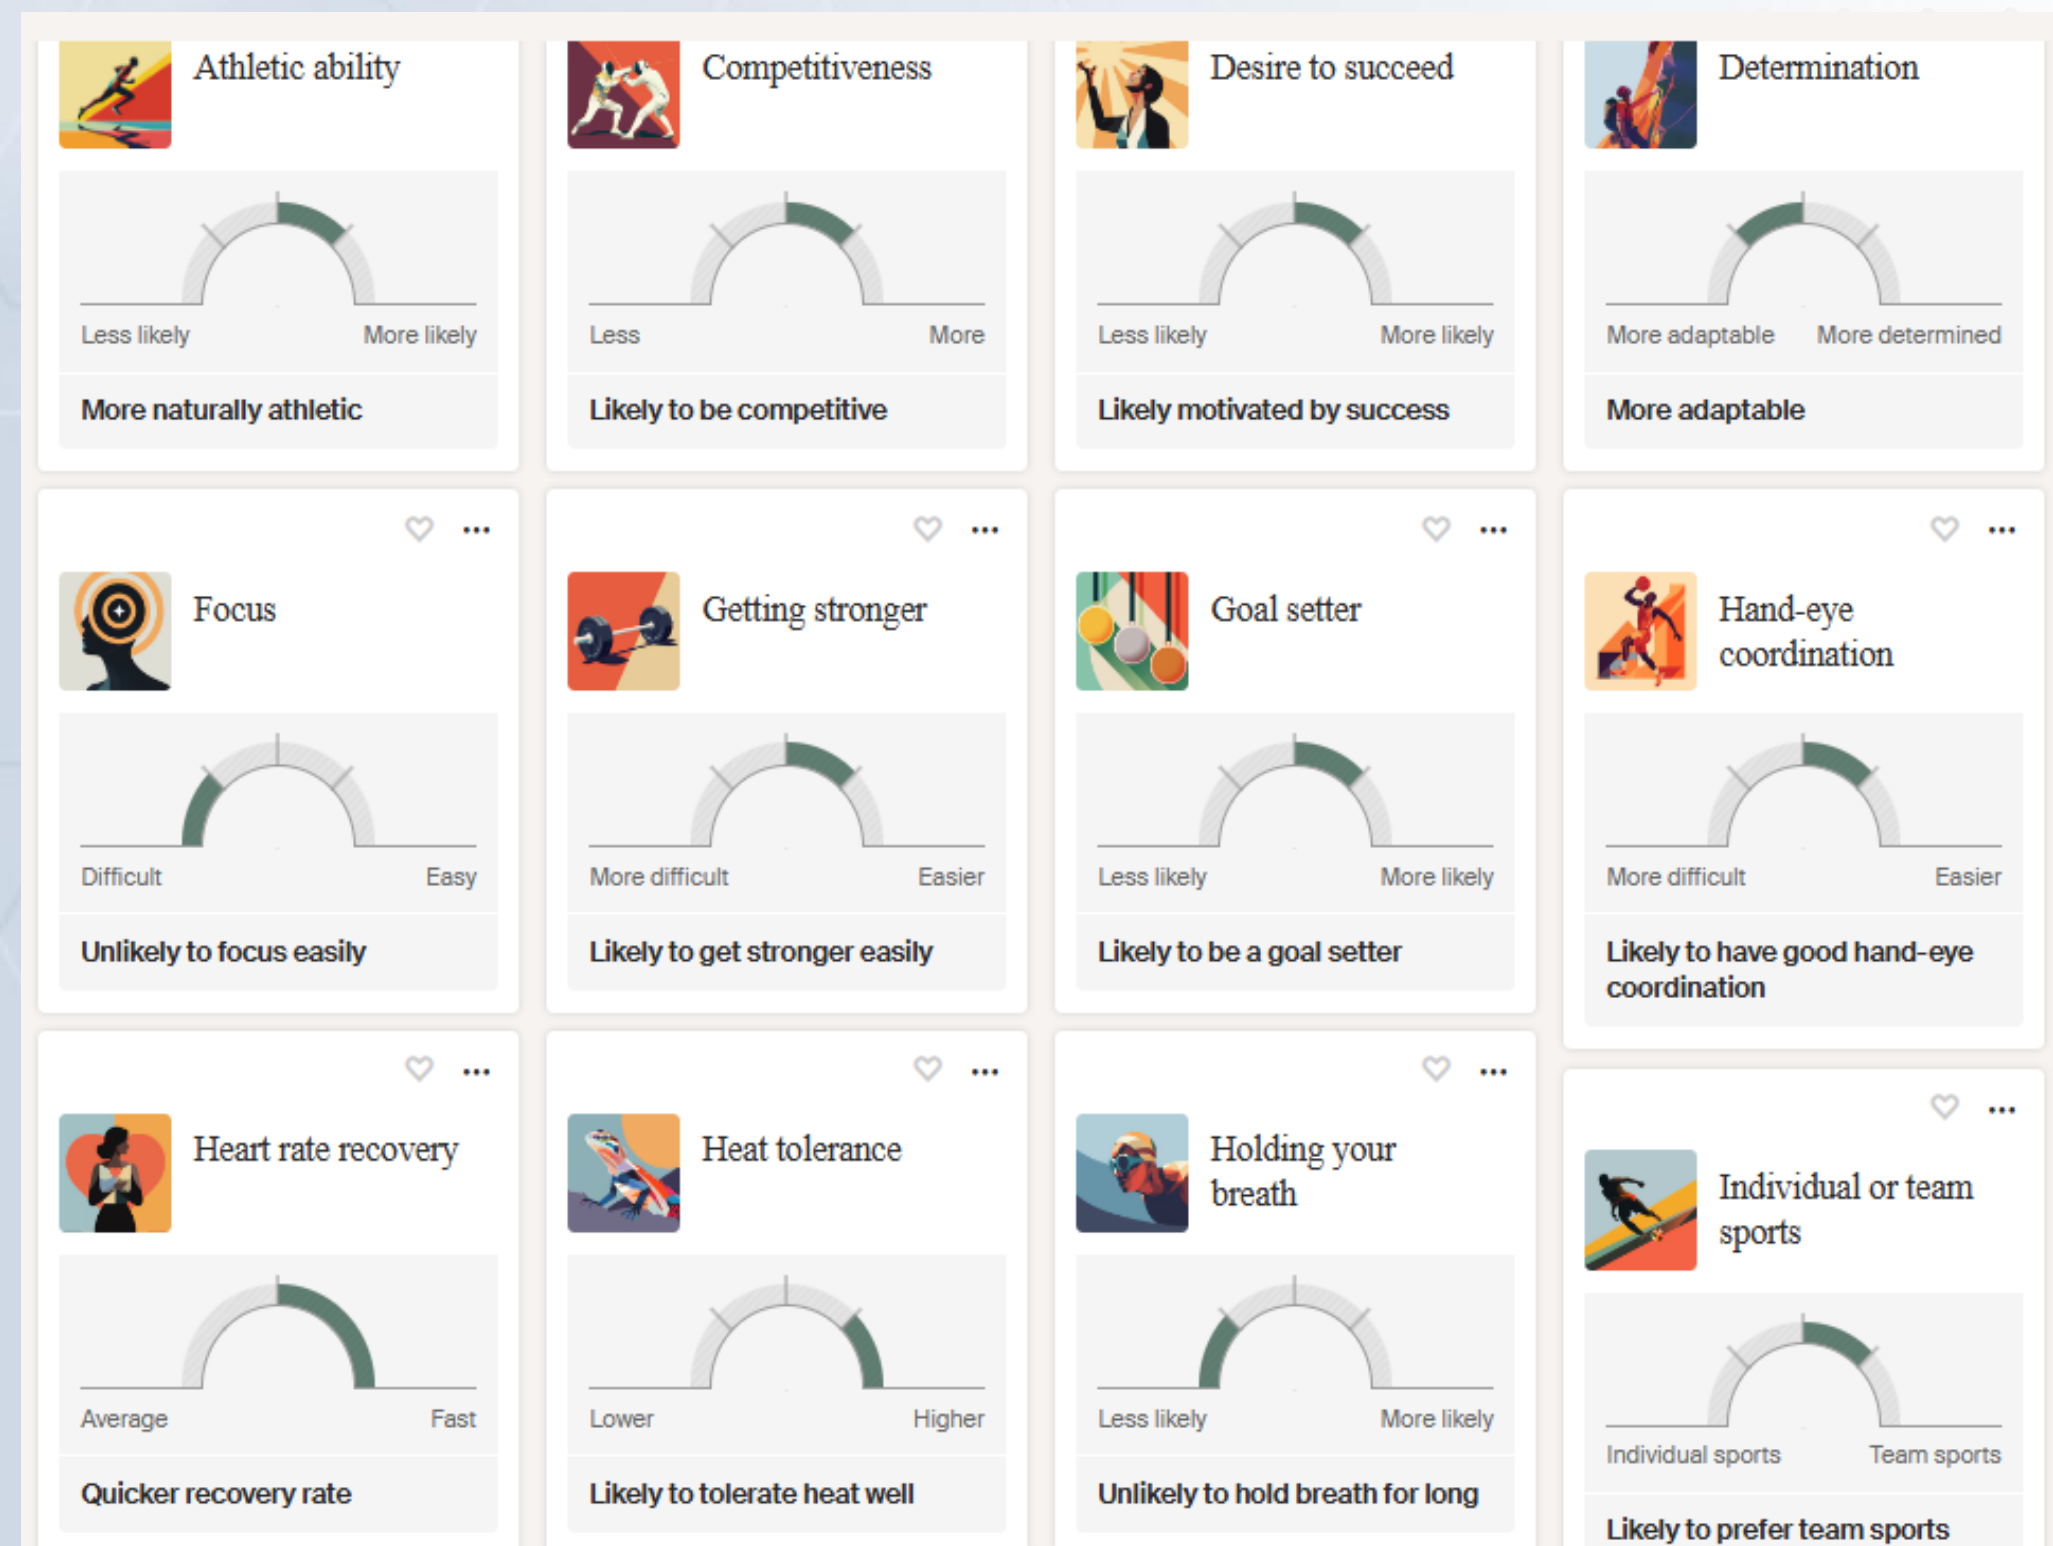 Athletic ability
Less likely More likely
More naturally athletic
Competitiveness
Less More
Likely to be competitive
Desire to succeed
Less likely More likely
Likely motivated by success
Determination
More adaptable More determined
More adaptable
Focus
Difficult Easy
Unlikely to focus easily
Getting stronger
More difficult Easier
Likely to get stronger easily
Goal setter
Less likely More likely
Likely to be a goal setter
Hand-eye
coordination
More difficult Easier
Likely to have good hand-eye
coordination
Heart rate recovery
Average Fast
Quicker recovery rate
Heat tolerance
Lower Higher
Likely to tolerate heat well
Holding your
breath
Less likely More likely
Unlikely to hold breath for long
Individual or team
sports
Individual sports Team sports
Likely to prefer team sports